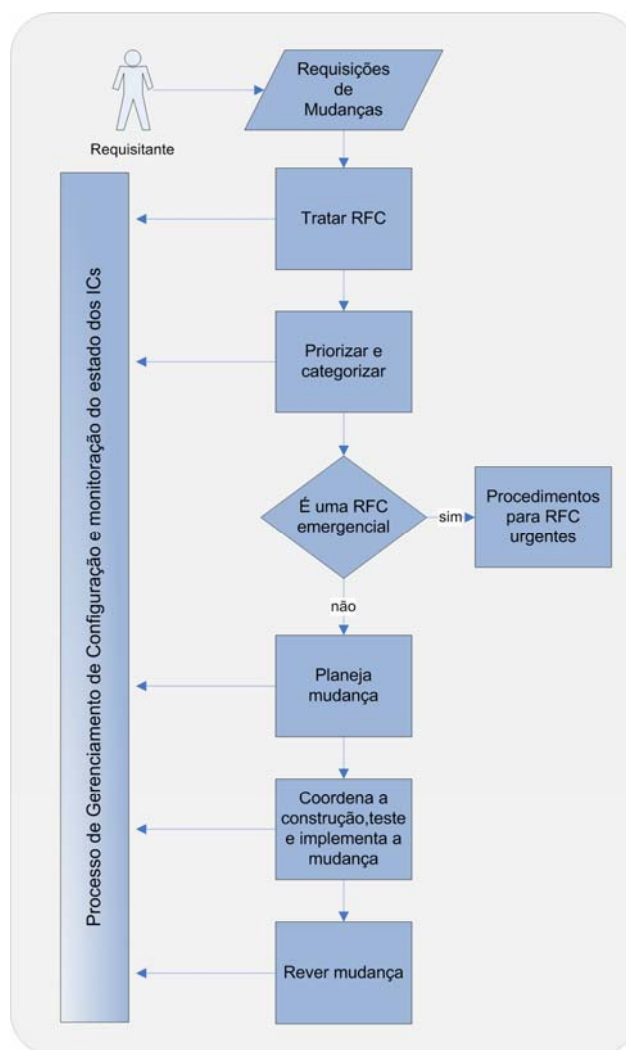 Requisições
de
Mudanças
Requisitante
Tratar RFC
Processo de Gerenciamento de Configuração e monitoração do estado dos ICs
Priorizar e
categorizar
É uma RFC
emergencial
sim
Procedimentos
para RFC
urgentes
não
Planeja
mudança
Coordena a
construção,teste
e implementa a
mudança
Rever mudança